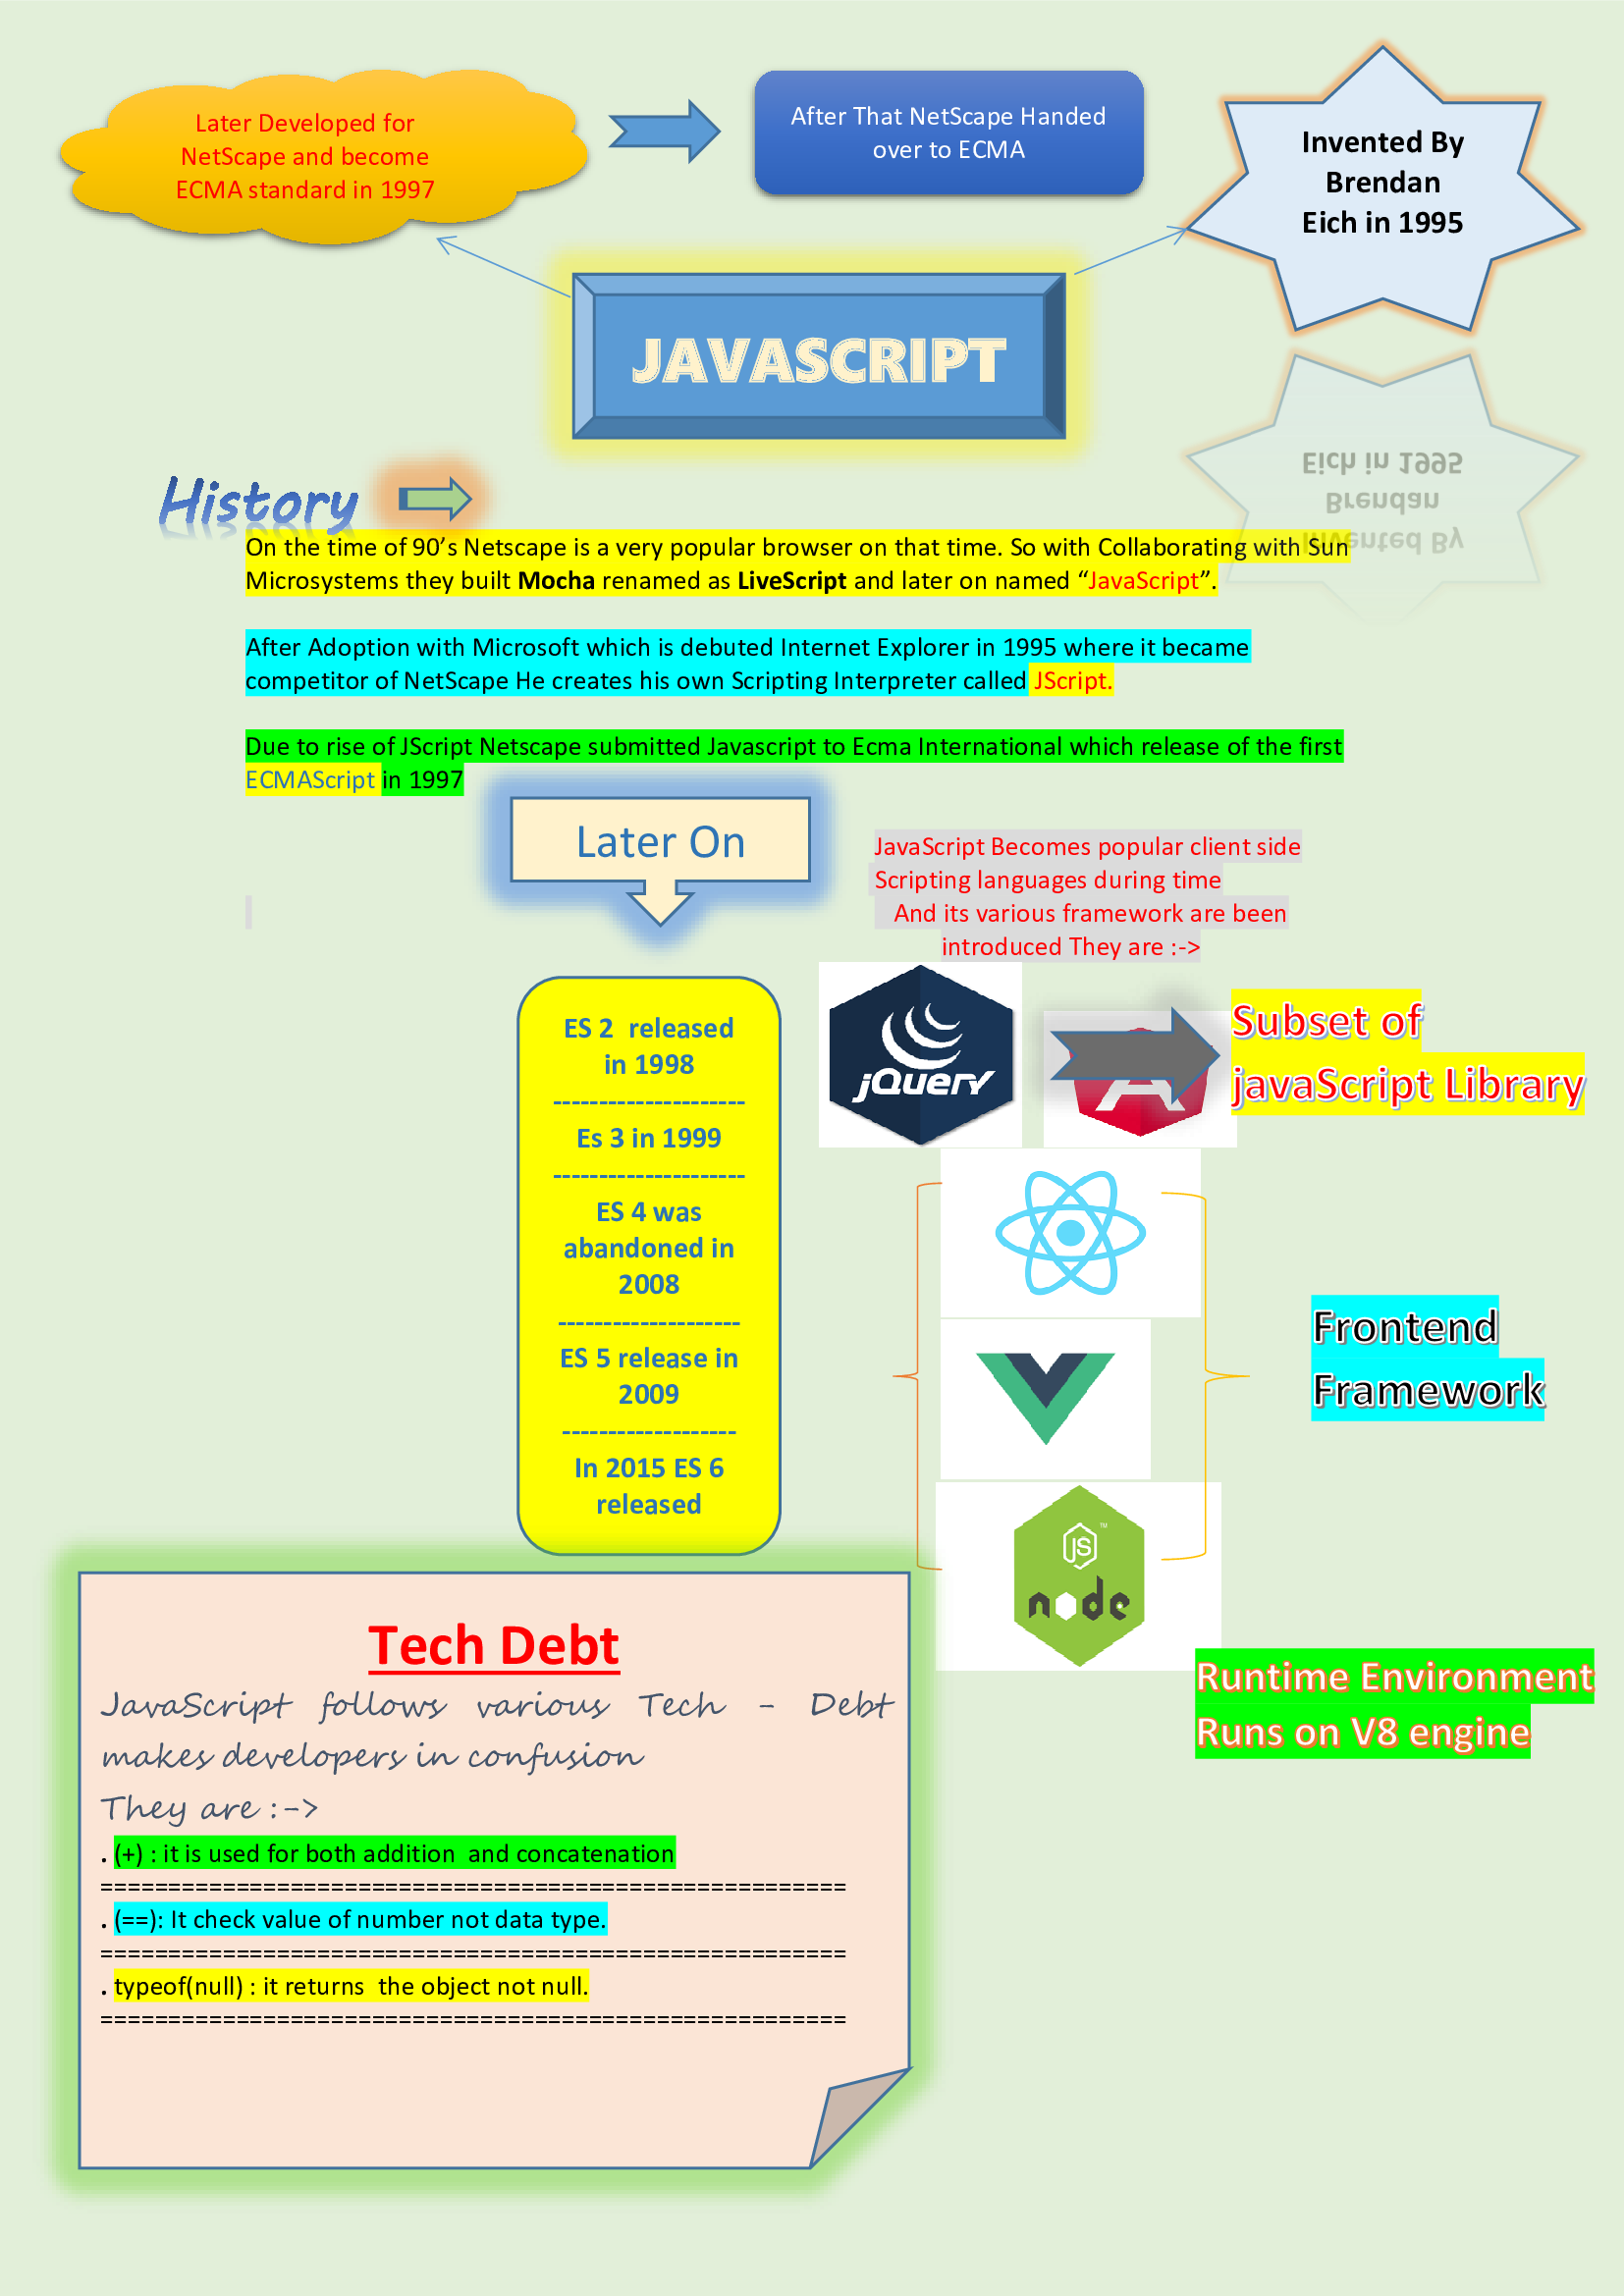 Later Developed for
NetScape and become
ECMA standard in 1997
After That NetScape Handed
over to ECMA
Invented By
Brendan
Eich in 1995
JAVASCRIPT
History
Eich in 1995
Brendan
Invented By
On the time of 90’s Netscape is a very popular browser on that time. So with Collaborating with Sun
Microsystems they built Mocha renamed as LiveScript and later on named “JavaScript”.
After Adoption with Microsoft which is debuted Internet Explorer in 1995 where it became
competitor of NetScape He creates his own Scripting Interpreter called JScript.
Due to rise of JScript Netscape submitted Javascript to Ecma International which release of the first
ECMAScript in 1997
Later On
JavaScript Becomes popular client side
Scripting languages during time
And its various framework are been
introduced They are :->
ES 2 released
in 1998
---------------------
Es 3 in 1999
---------------------
ES 4 was
abandoned in
2008
--------------------
ES 5 release in
2009
-------------------
In 2015 ES 6
released
jQuery
A
Subset of
javaScript Library
Frontend
Framework
JS
TM
node
Runtime Environment
Runs on V8 engine
Tech Debt
JavaScript follows various Tech - Debt
makes developers in confusion
They are :->
. (+) : it is used for both addition and concatenation
=======================================================
. (==): It check value of number not data type.
=======================================================
. typeof(null) : it returns the object not null.
=======================================================